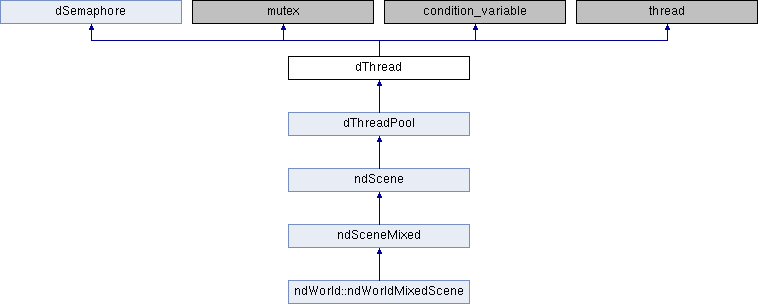 dSemaphore mutex condition_variable thread
dThread
dThreadPool
ndScene
ndSceneMixed
ndWorld::ndWorldMixedScene